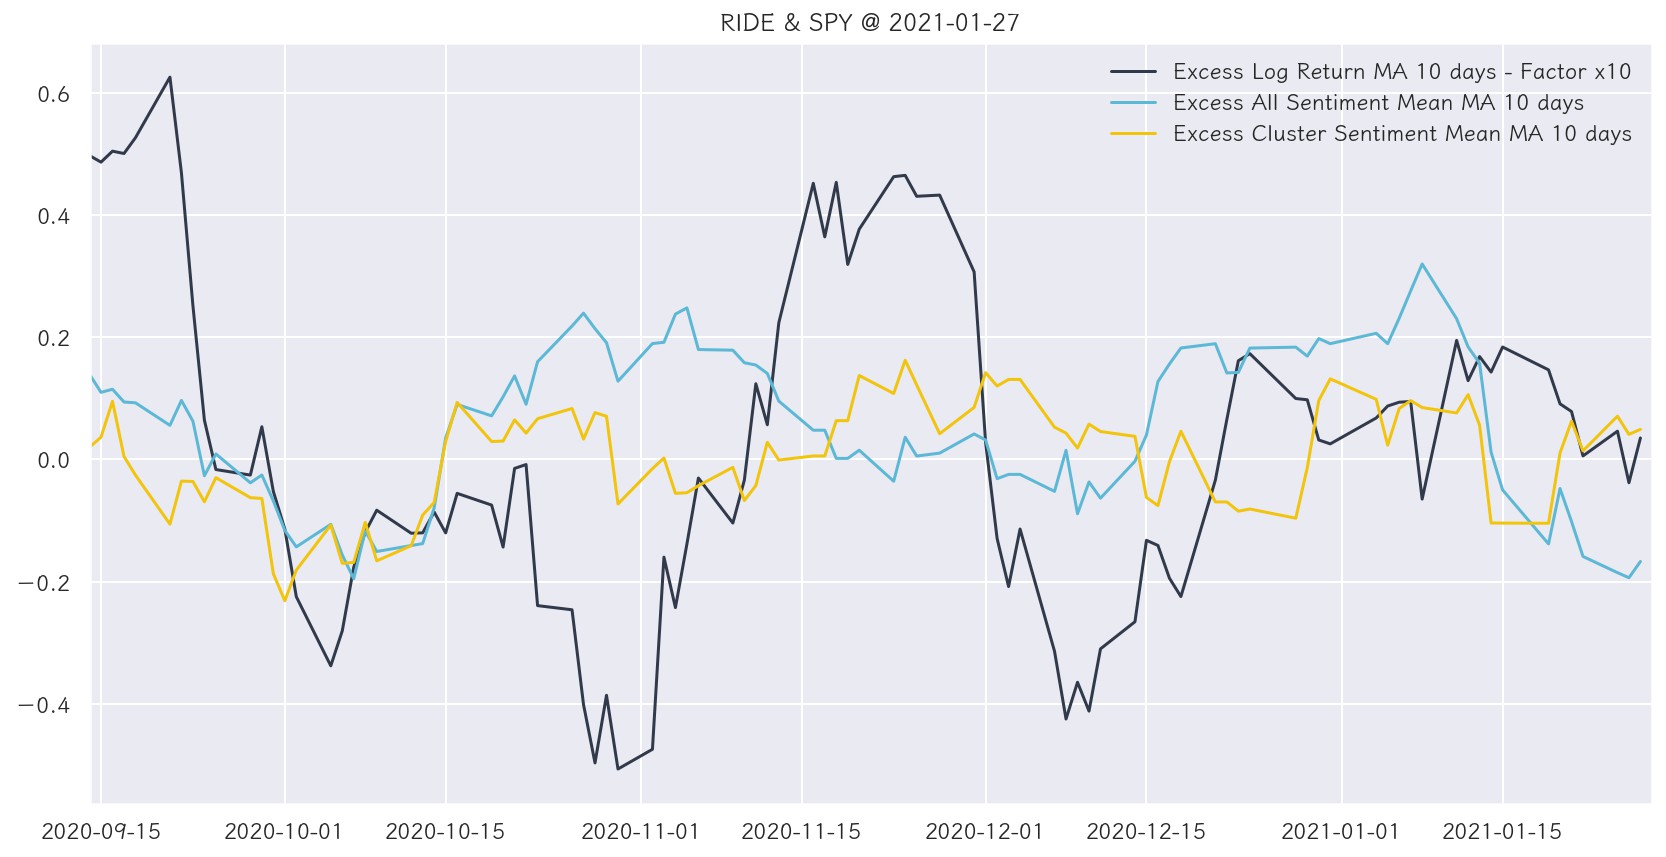 RIDE & SPY @ 2021-01-27
Excess Log Return MA 10 days - Factor x10
Excess All Sentiment Mean MA 10 days
Excess Cluster Sentiment Mean MA 10 days
0.6
0.4
0.2
0.0
−0.2
−0.4
2020-09-15 2020-10-01 2020-10-15 2020-11-01 2020-11-15 2020-12-01 2020-12-15 2021-01-01 2021-01-15